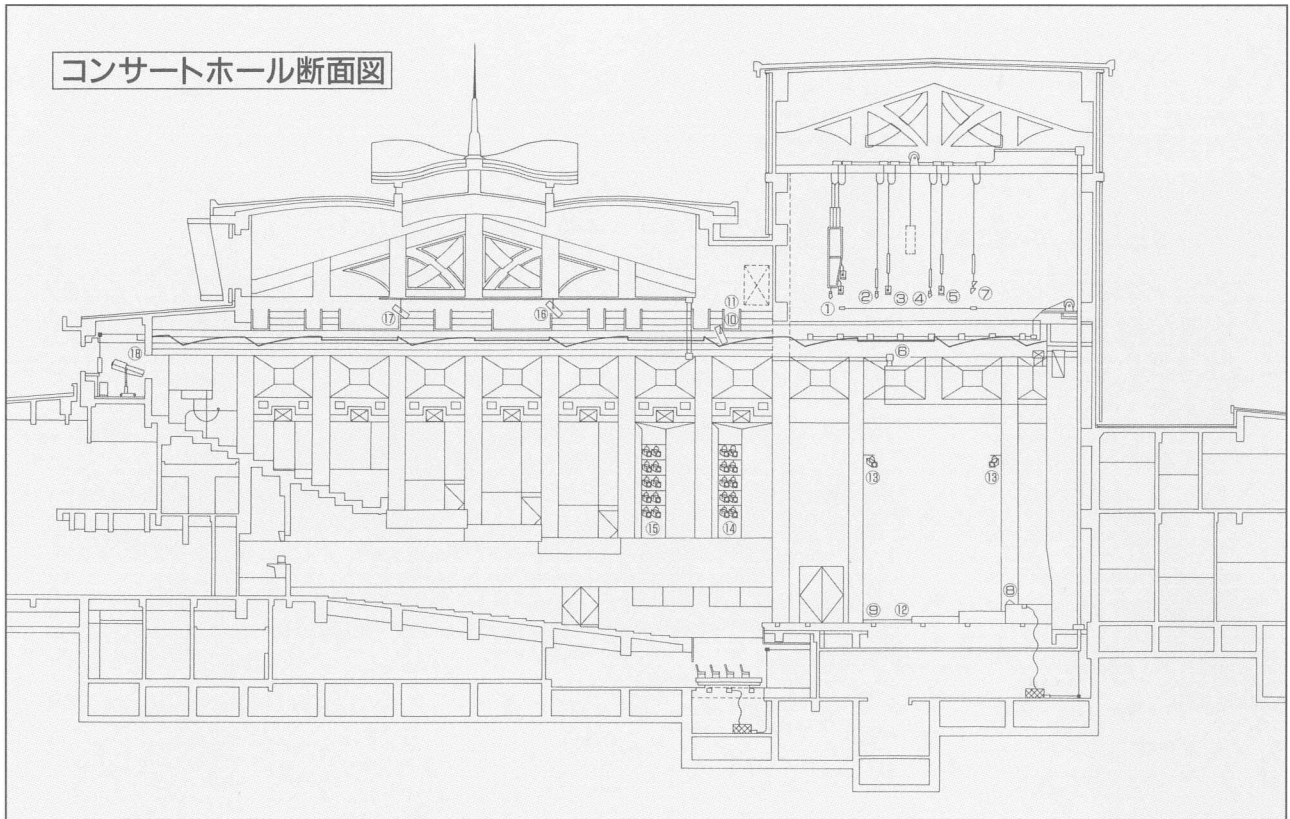 コンサートホール断面図
⑪
⑰ ⑯ ⑩
① ② ③ ④ ⑤ ⑦
⑱ ⑥
⑬ ⑬
⑮ ⑭
⑧
⑨ ⑫